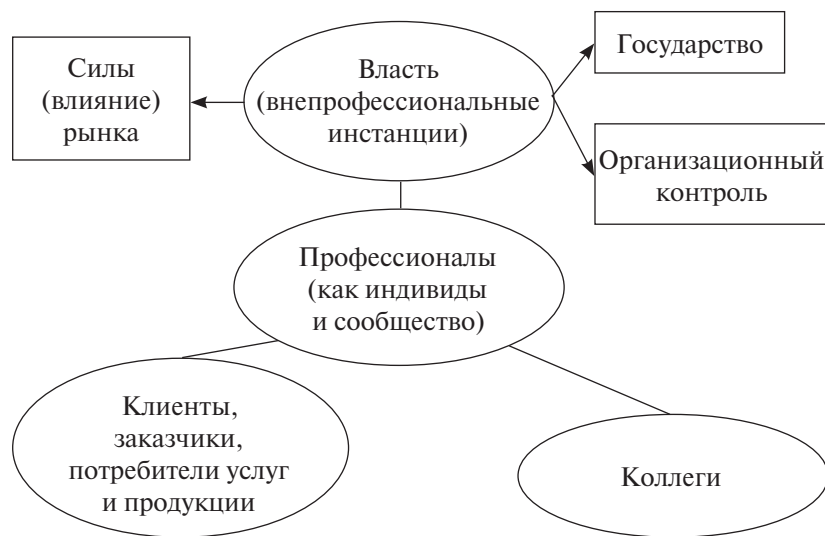 Силы
(влияние)
рынка
Власть
(внепрофессиональные
инстанции)
Государство
Организационный
контроль
Профессионалы
(как индивиды
и сообщество)
Клиенты,
заказчики,
потребители услуг
и продукции
Коллеги